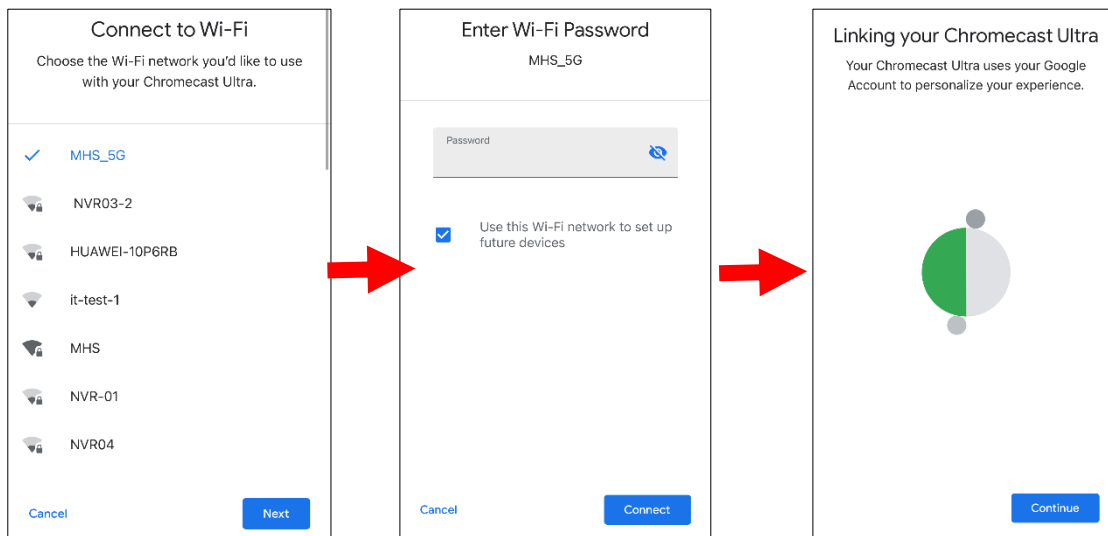 Connect to Wi-Fi
Choose the Wi-Fi network you'd like to use
with your Chromecast Ultra.
MHS_5G
NVR03-2
HUAWEI-10P6RB
it-test-1
MHS
NVR-01
NVR04
Cancel
Next
Enter Wi-Fi Password
MHS_5G
Password
Use this Wi-Fi network to set up
future devices
Cancel
Connect
Linking your Chromecast Ultra
Your Chromecast Ultra uses your Google
Account to personalize your experience.
Continue